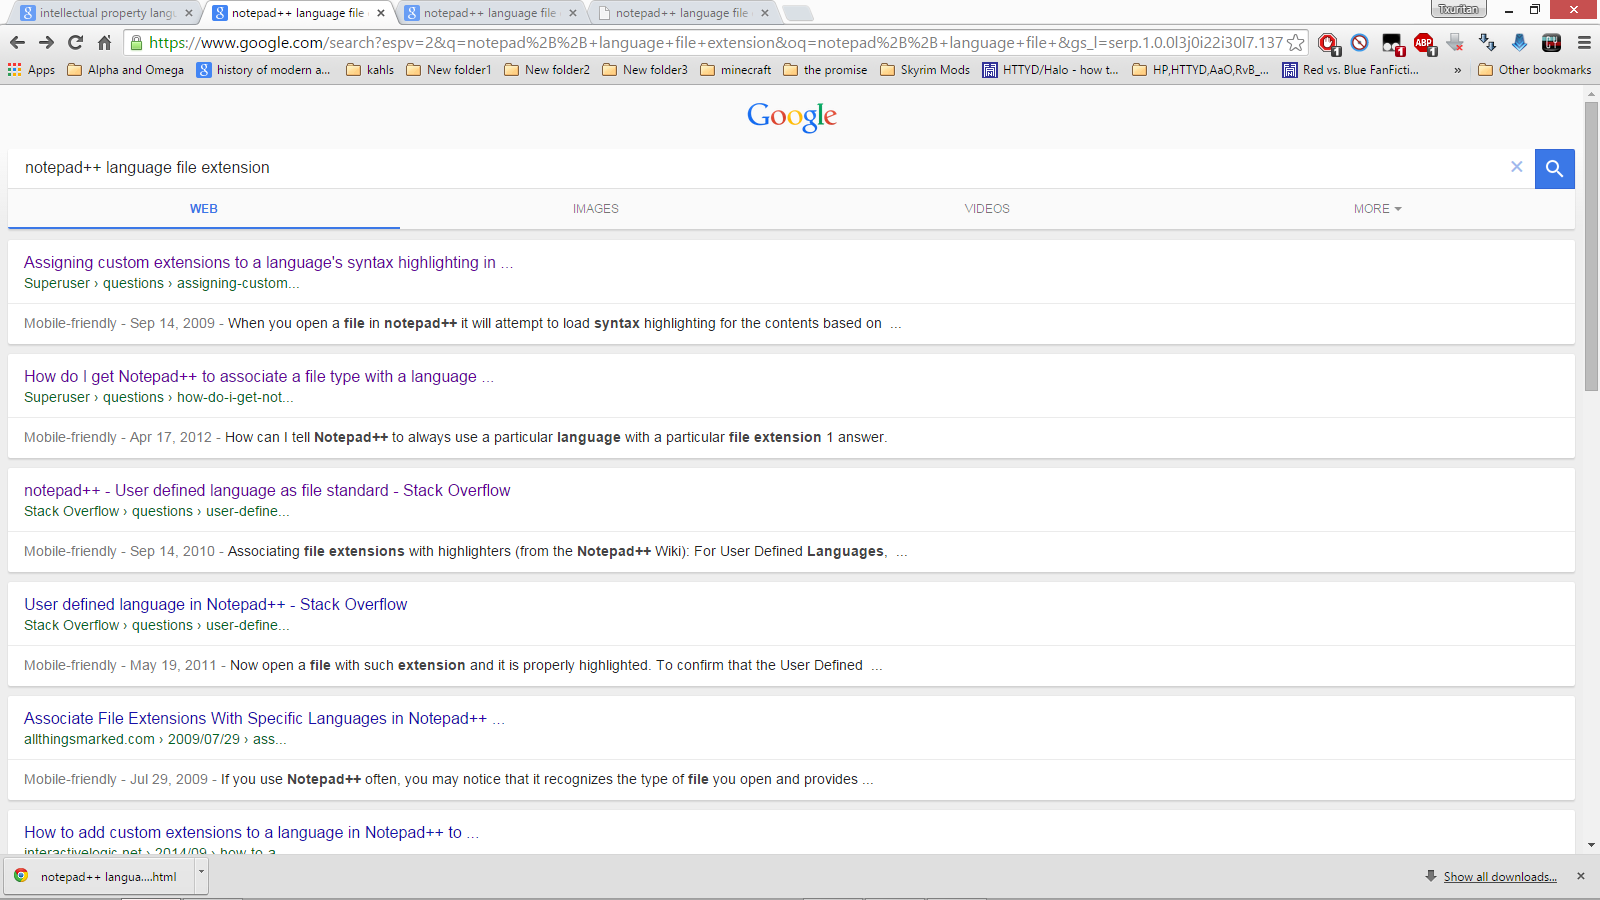 intellectual property langu
notepad++ language file
notepad++ language file
notepad++ language file
Txuritan
https://www.google.com/search?espv=2&q=notepad%2B%2B+language+file+extension&oq=notepad%2B%2B+language+file+&gs_l=serp.1.0.0l3j0i22i30l7.137
1
1
ABP
1
Apps
Alpha and Omega
history of modern a...
kahls
New folder1
New folder2
New folder3
minecraft
the promise
Skyrim Mods
HTTYD/Halo - how t...
HP,HTTYD,AaO,RvB_...
Red vs. Blue FanFicti...
»
Other bookmarks
Google
notepad++ language file extension
WEB
IMAGES
VIDEOS
MORE
Assigning custom extensions to a language's syntax highlighting in ...
Superuser › questions › assigning-custom...
Mobile-friendly - Sep 14, 2009 - When you open a file in notepad++ it will attempt to load syntax highlighting for the contents based on ...
How do I get Notepad++ to associate a file type with a language ...
Superuser › questions › how-do-i-get-not...
Mobile-friendly - Apr 17, 2012 - How can I tell Notepad++ to always use a particular language with a particular file extension 1 answer.
notepad++ - User defined language as file standard - Stack Overflow
Stack Overflow › questions › user-define...
Mobile-friendly - Sep 14, 2010 - Associating file extensions with highlighters (from the Notepad++ Wiki): For User Defined Languages, ...
User defined language in Notepad++ - Stack Overflow
Stack Overflow › questions › user-define...
Mobile-friendly - May 19, 2011 - Now open a file with such extension and it is properly highlighted. To confirm that the User Defined ...
Associate File Extensions With Specific Languages in Notepad++ ...
allthingsmarked.com › 2009/07/29 › ass...
Mobile-friendly - Jul 29, 2009 - If you use Notepad++ often, you may notice that it recognizes the type of file you open and provides ...
How to add custom extensions to a language in Notepad++ to ...
interactivelogic.net › 2014/09 › how-to-a
notepad++ langua....html
Show all downloads...